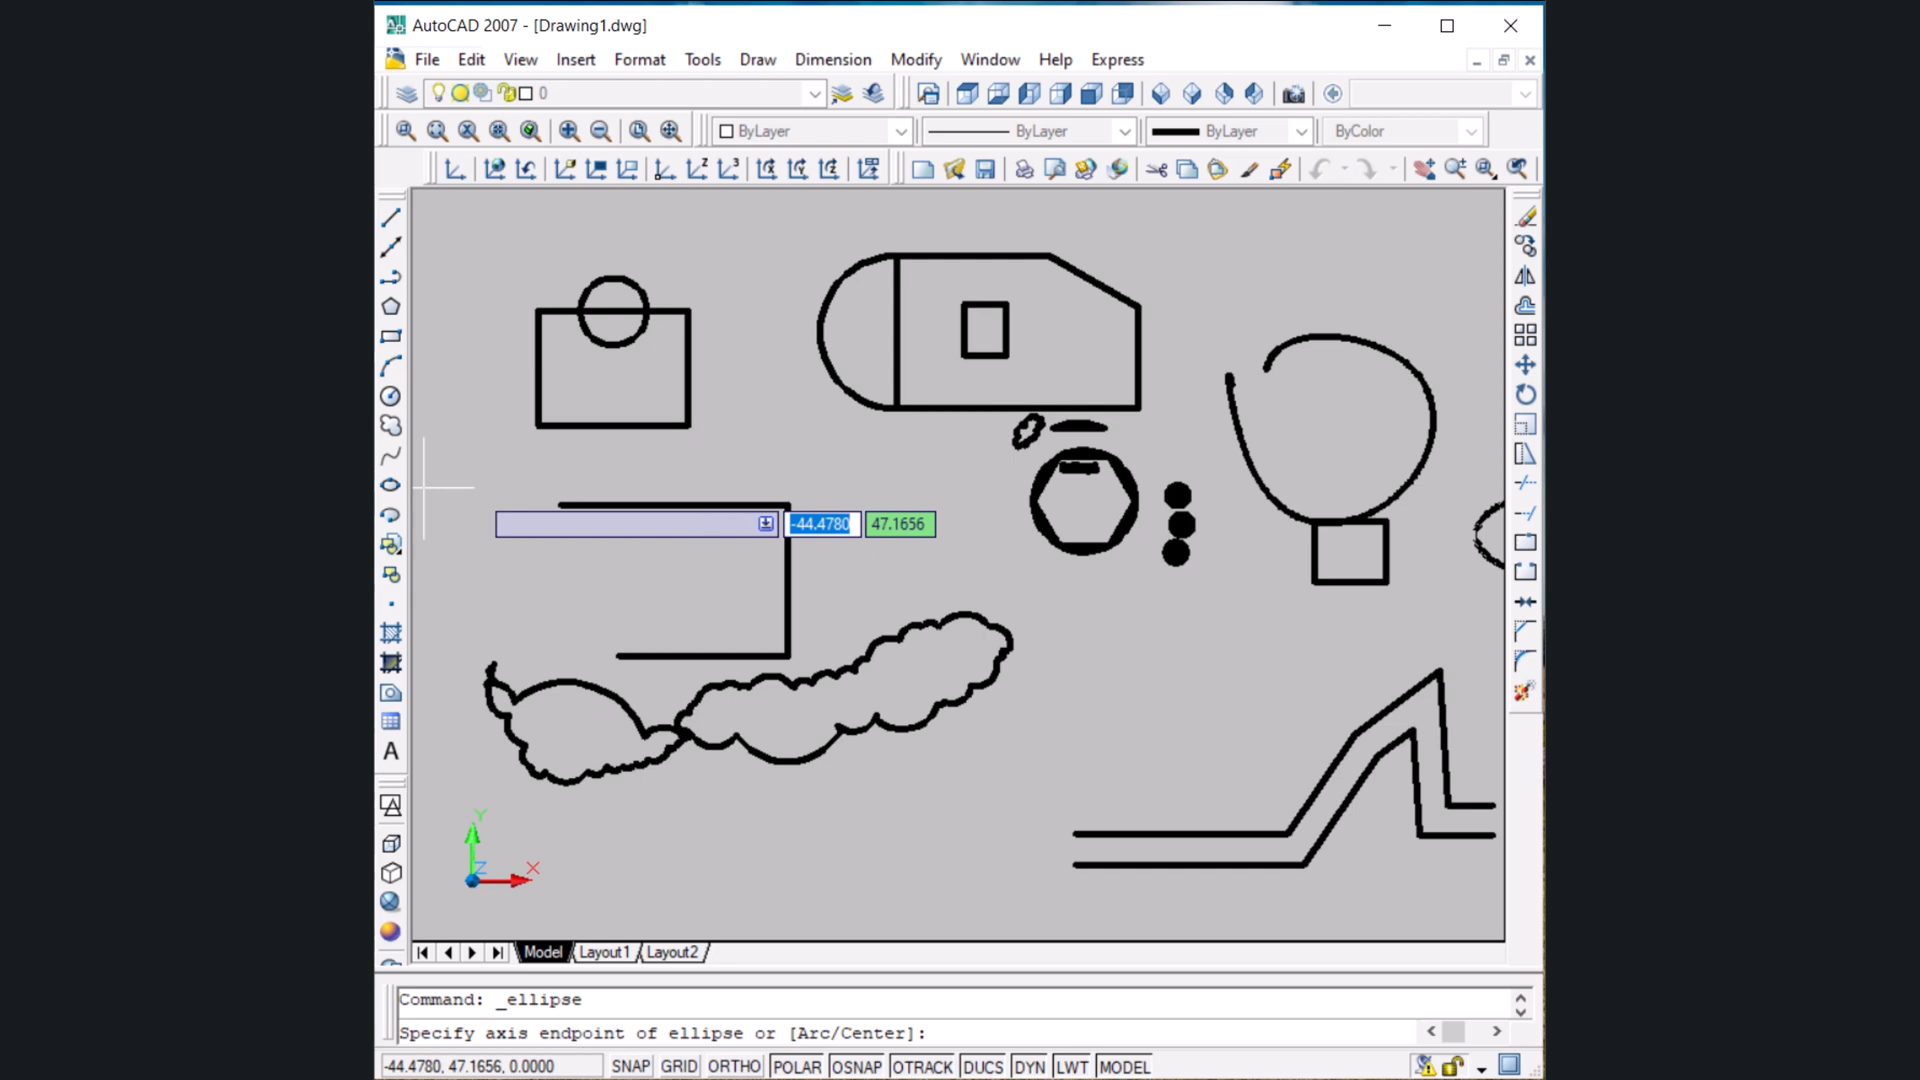 AutoCAD 2007 - [Drawing1.dwg]
File Edit View Insert Format Tools Draw Dimension Modify Window Help Express
0
ByLayer ByLayer ByLayer ByColor
-44.4780 47.1656
A
Y
Z X
Model Layout1 Layout2
Command: _ellipse
Specify axis endpoint of ellipse or [Arc/Center]:
-44.4780, 47.1656, 0.0000 SNAP GRID ORTHO POLAR OSNAP OTRACK DUCS DYN LWT MODEL